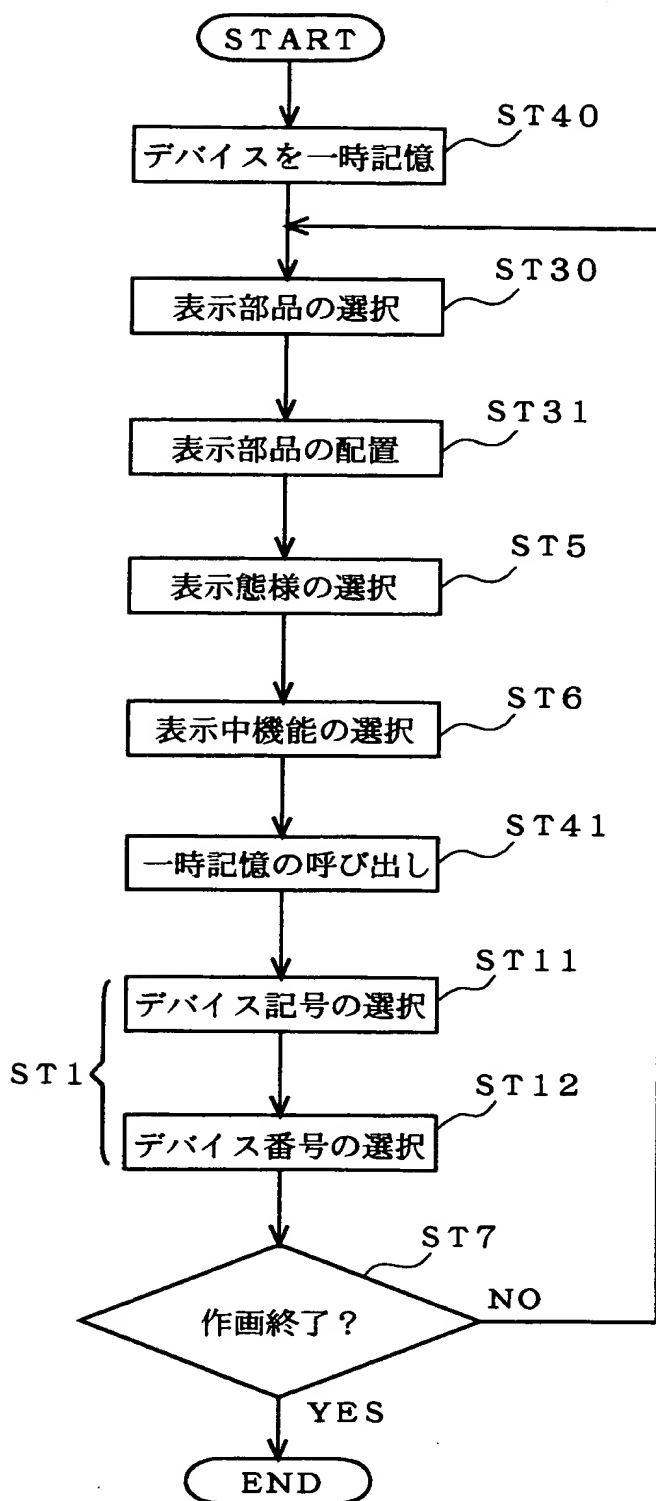 START
ST40
デバイスを一時記憶
ST30
表示部品の選択
ST31
表示部品の配置
ST5
表示態様の選択
ST6
表示中機能の選択
ST41
一時記憶の呼び出し
ST11
デバイス記号の選択
ST1
ST12
デバイス番号の選択
ST7
作画終了？
NO
YES
END